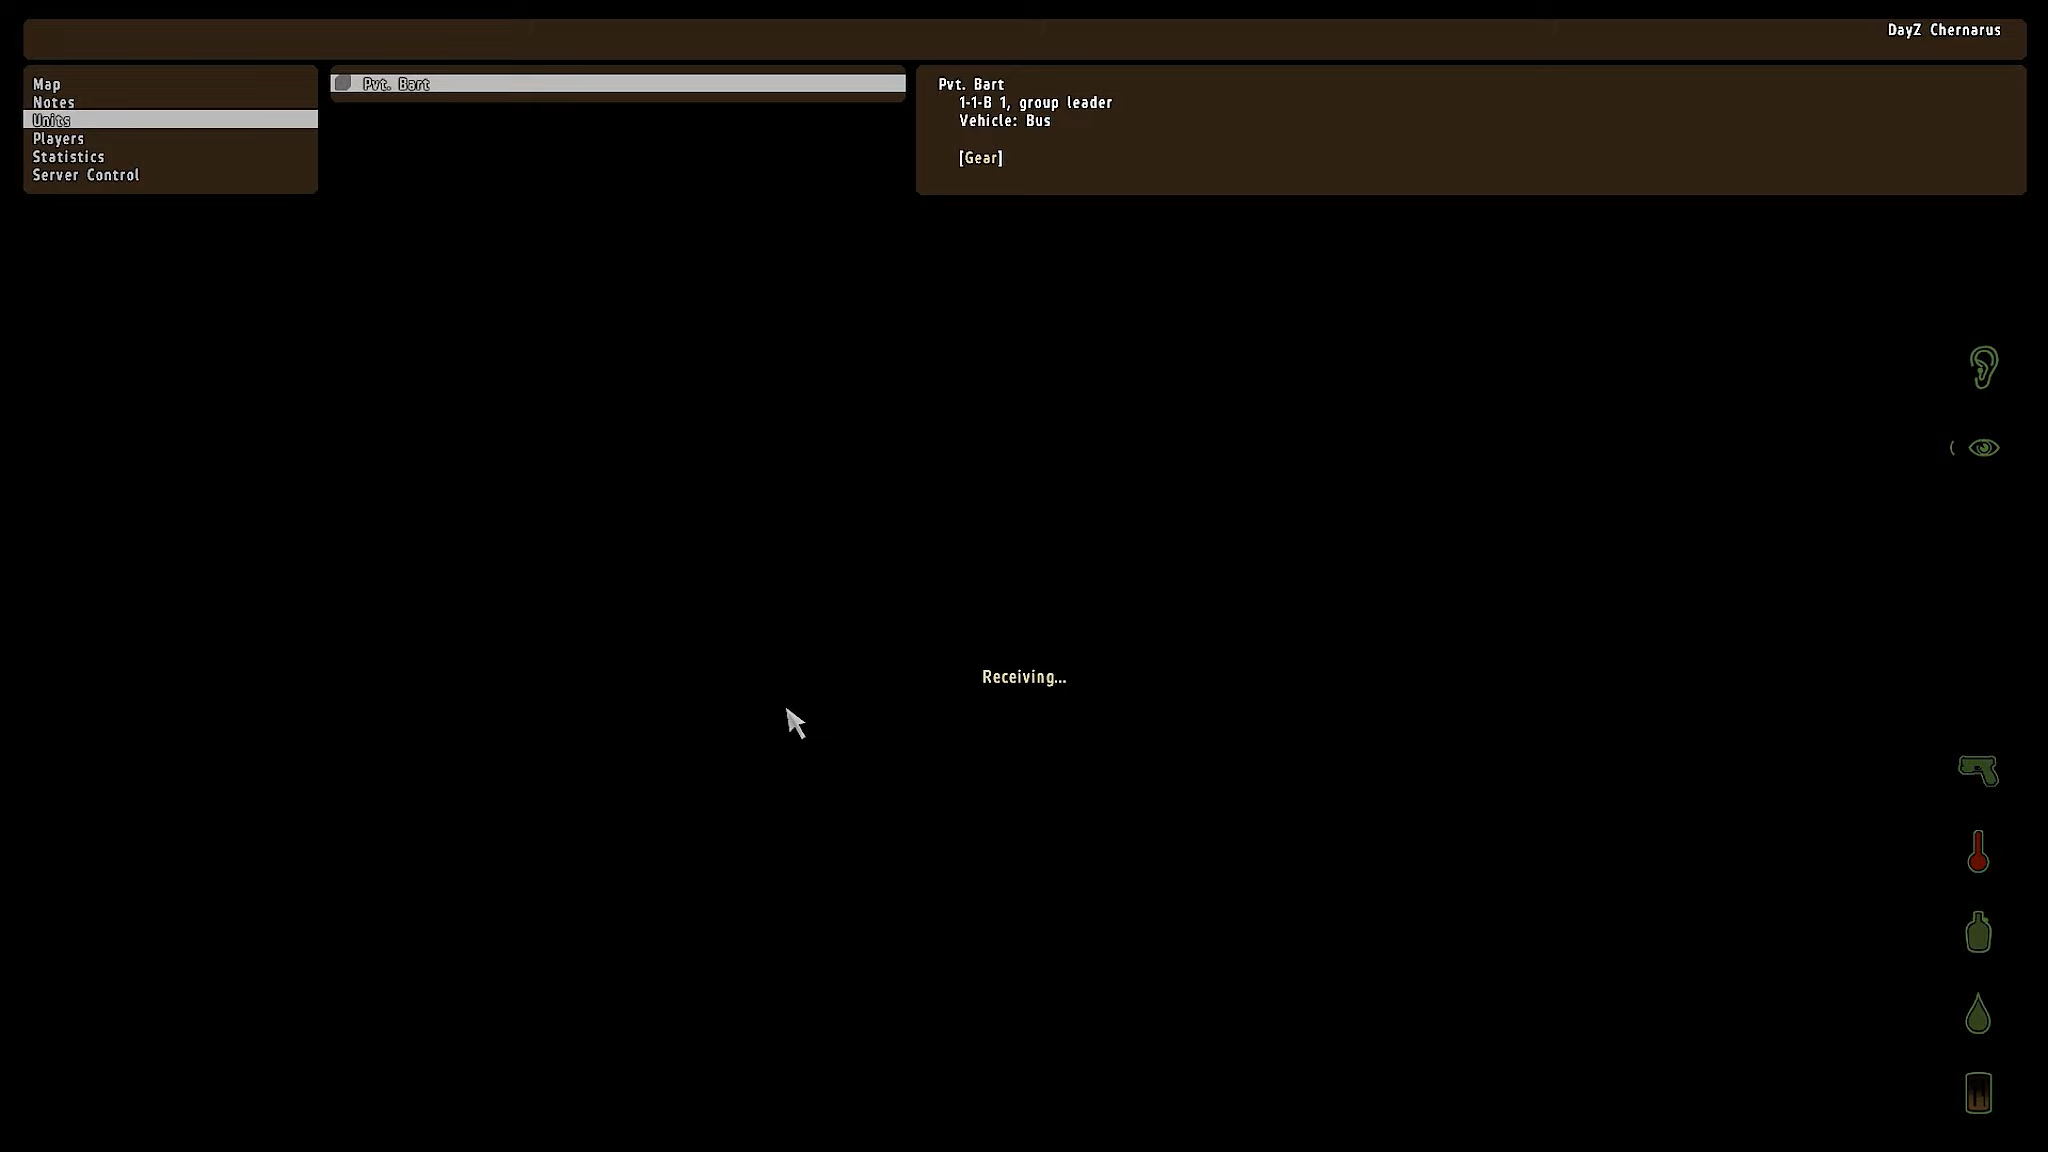 DayZ Chernarus
Map
Notes
Units
Players
Statistics
Server Control
Pvt. Bart
Pvt. Bart
1-1-B 1, group leader
Vehicle: Bus
[Gear]
Receiving...